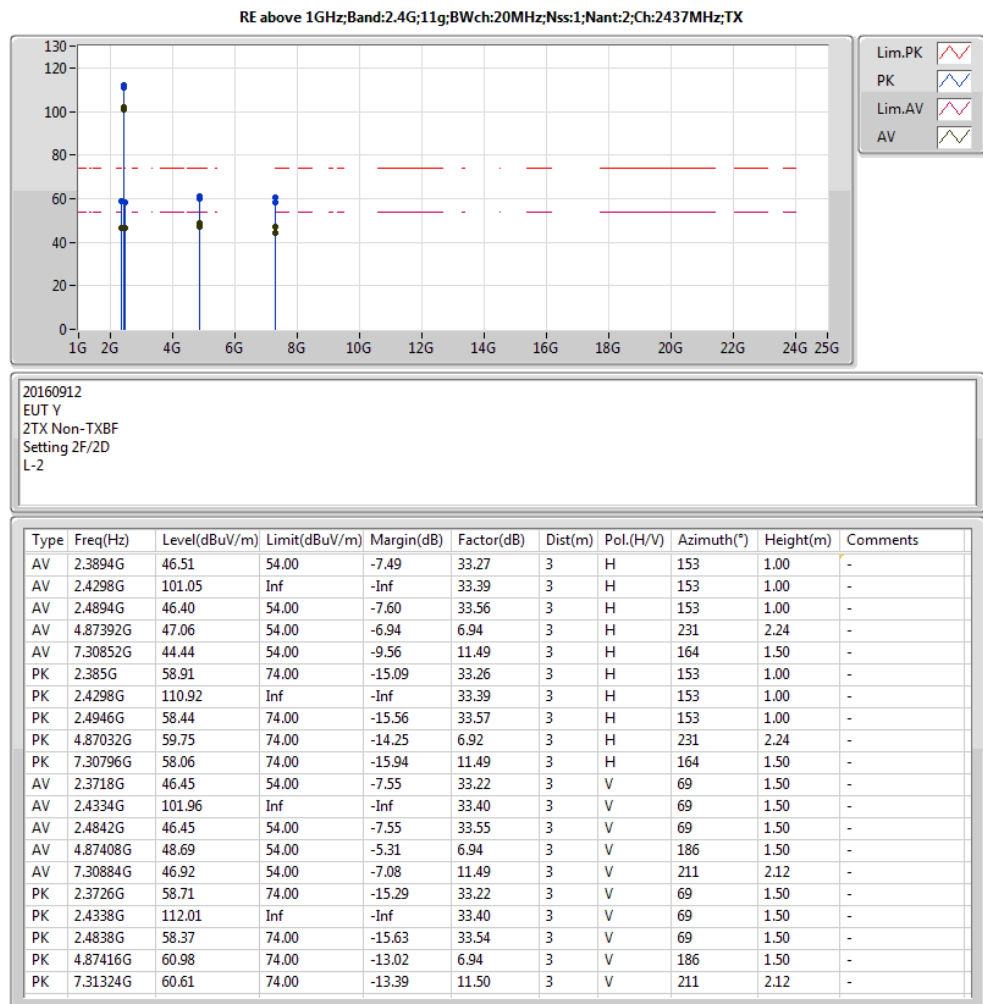 RE above 1GHz;Band:2.4G;11g;BWch:20MHz;Nss:1;Nant:2;Ch:2437MHz;TX
130
120
100
80
60
40
20
0
1G 2G 4G 6G 8G 10G 12G 14G 16G 18G 20G 22G 24G 25G
Lim.PK
PK
Lim.AV
AV
20160912
EUT Y
2TX Non-TXBF
Setting 2F/2D
L-2
Type Freq(Hz) Level(dBuV/m) Limit(dBuV/m) Margin(dB) Factor(dB) Dist(m) Pol.(H/V) Azimuth(°) Height(m) Comments
AV 2.3894G 46.51 54.00 -7.49 33.27 3 H 153 1.00 -
AV 2.4298G 101.05 Inf -Inf 33.39 3 H 153 1.00 -
AV 2.4894G 46.40 54.00 -7.60 33.56 3 H 153 1.00 -
AV 4.87392G 47.06 54.00 -6.94 6.94 3 H 231 2.24 -
AV 7.30852G 44.44 54.00 -9.56 11.49 3 H 164 1.50 -
PK 2.385G 58.91 74.00 -15.09 33.26 3 H 153 1.00 -
PK 2.4298G 110.92 Inf -Inf 33.39 3 H 153 1.00 -
PK 2.4946G 58.44 74.00 -15.56 33.57 3 H 153 1.00 -
PK 4.87032G 59.75 74.00 -14.25 6.92 3 H 231 2.24 -
PK 7.30796G 58.06 74.00 -15.94 11.49 3 H 164 1.50 -
AV 2.3718G 46.45 54.00 -7.55 33.22 3 V 69 1.50 -
AV 2.4334G 101.96 Inf -Inf 33.40 3 V 69 1.50 -
AV 2.4842G 46.45 54.00 -7.55 33.55 3 V 69 1.50 -
AV 4.87408G 48.69 54.00 -5.31 6.94 3 V 186 1.50 -
AV 7.30884G 46.92 54.00 -7.08 11.49 3 V 211 2.12 -
PK 2.3726G 58.71 74.00 -15.29 33.22 3 V 69 1.50 -
PK 2.4338G 112.01 Inf -Inf 33.40 3 V 69 1.50 -
PK 2.4838G 58.37 74.00 -15.63 33.54 3 V 69 1.50 -
PK 4.87416G 60.98 74.00 -13.02 6.94 3 V 186 1.50 -
PK 7.31324G 60.61 74.00 -13.39 11.50 3 V 211 2.12 -